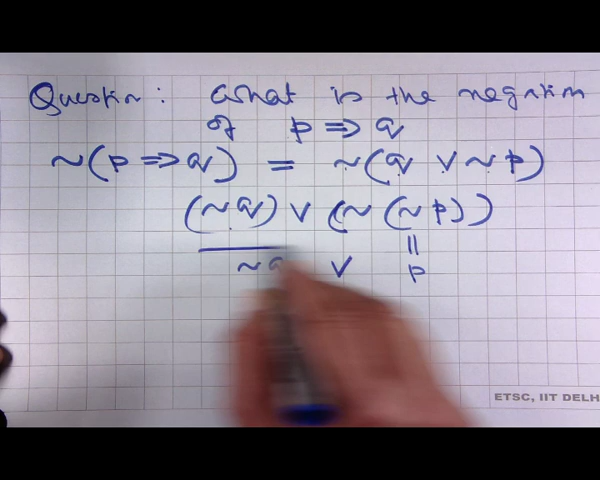 Question: What is the negation
of p ⇒ q
~(p ⇒ q) = ~(q ∨ ~p)
(~q) ∨ (~(~p))
||
~q ∨ p
ETSC, IIT DELH